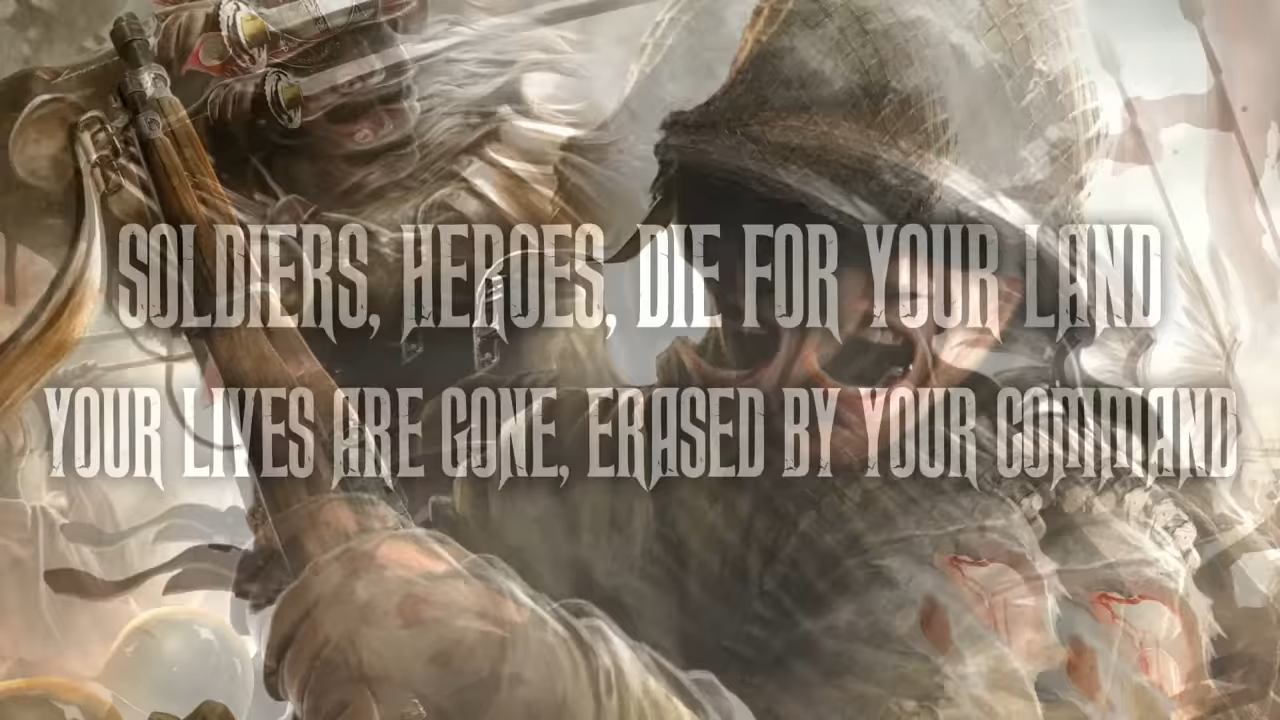 SOLDIERS, HEROES, DIE FOR YOUR LAND
YOUR LIVES ARE GONE, ERASED BY YOUR COMMAND